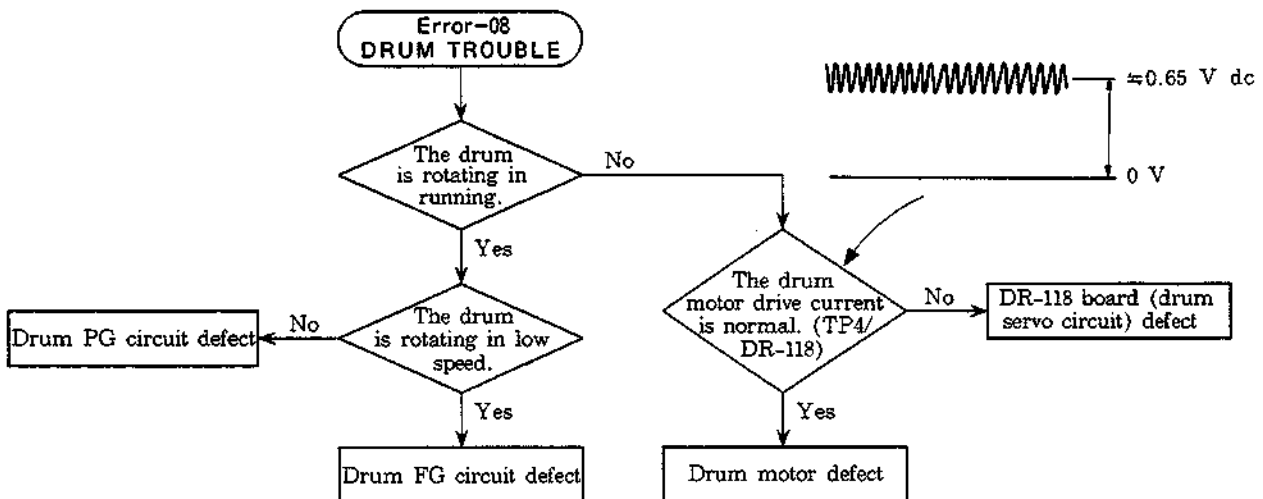 Error-08
DRUM TROUBLE
≒0.65 V dc
0 V
The drum
is rotating in
running.
No
Yes
The drum
motor drive current
is normal. (TP4/
DR-118)
No
DR-118 board (drum
servo circuit) defect
The drum
is rotating in low
speed.
No
Drum PG circuit defect
Yes
Drum FG circuit defect
Yes
Drum motor defect